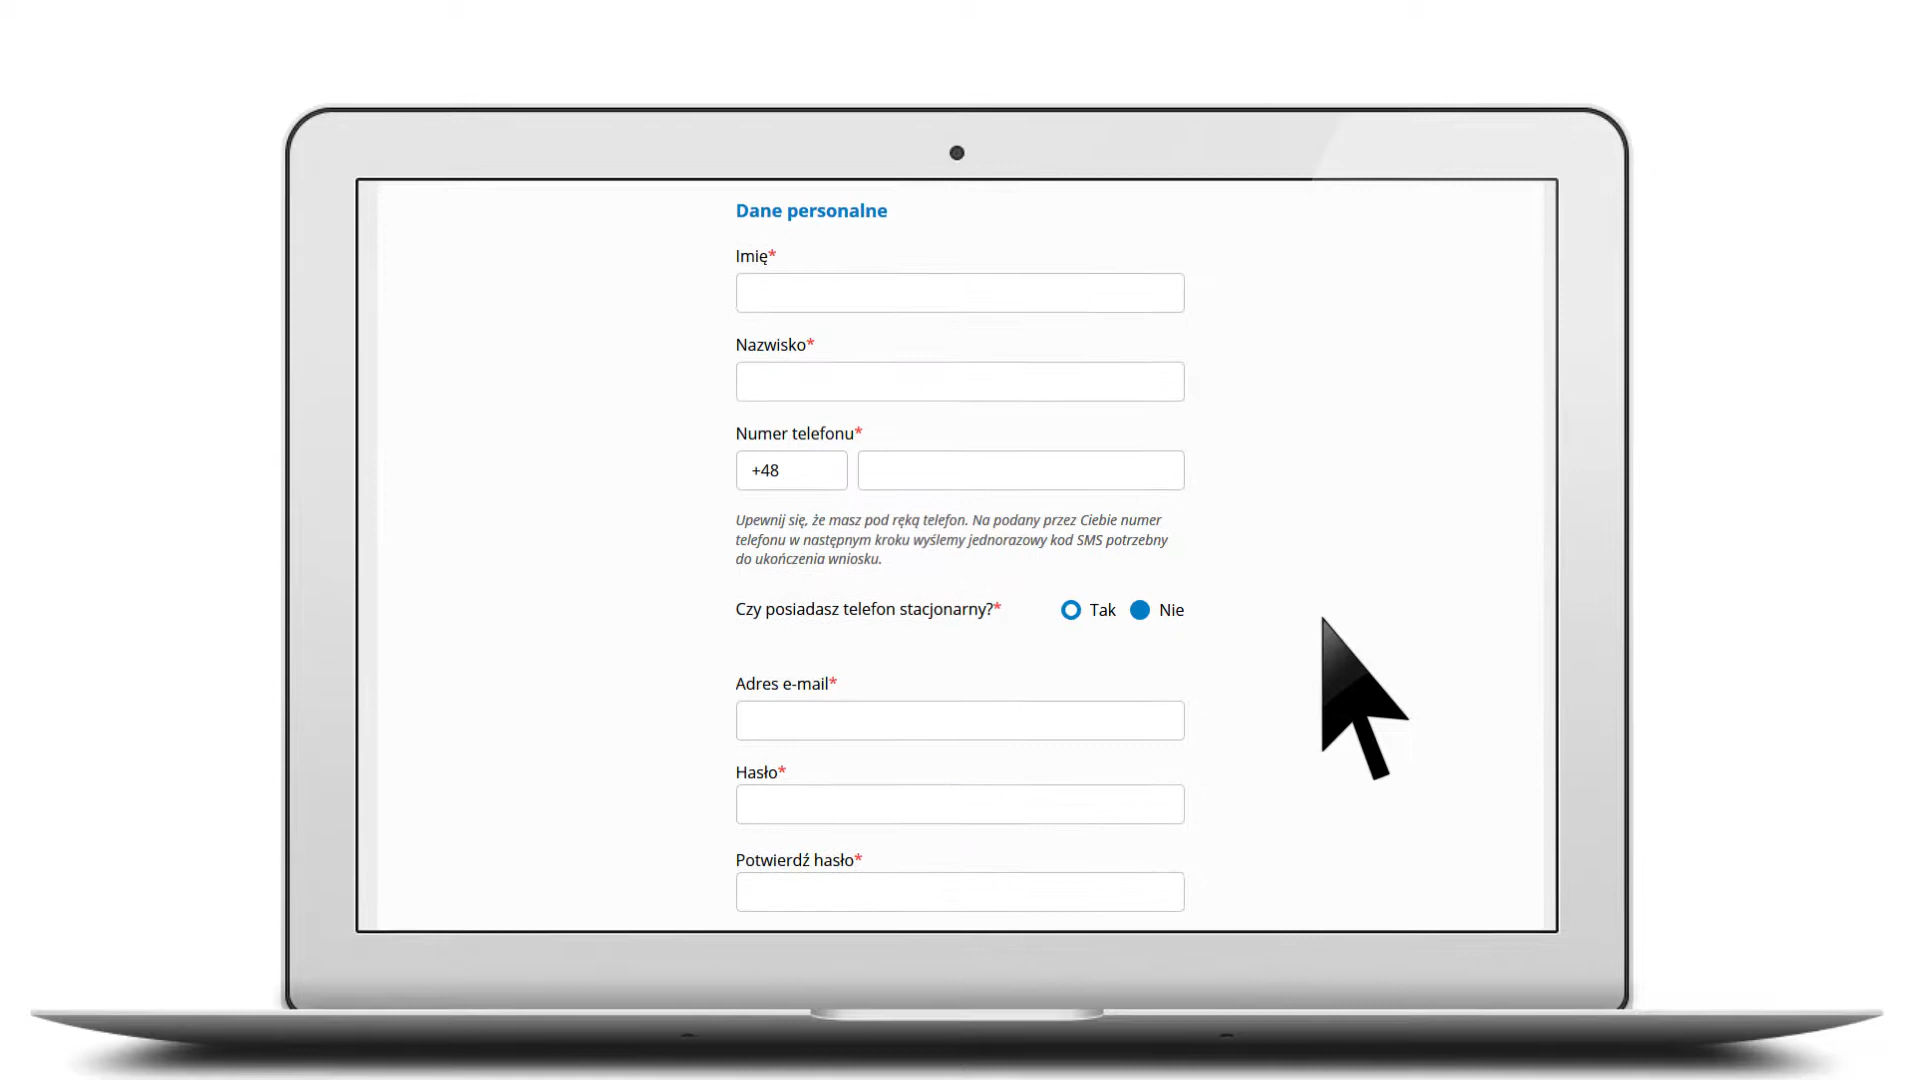 Dane personalne
Imię*
Nazwisko*
Numer telefonu*
+48
Upewnij się, że masz pod ręką telefon. Na podany przez Ciebie numer
telefonu w następnym kroku wyślemy jednorazowy kod SMS potrzebny
do ukończenia wniosku.
Czy posiadasz telefon stacjonarny?* Tak Nie
Adres e-mail*
Hasło*
Potwierdź hasło*